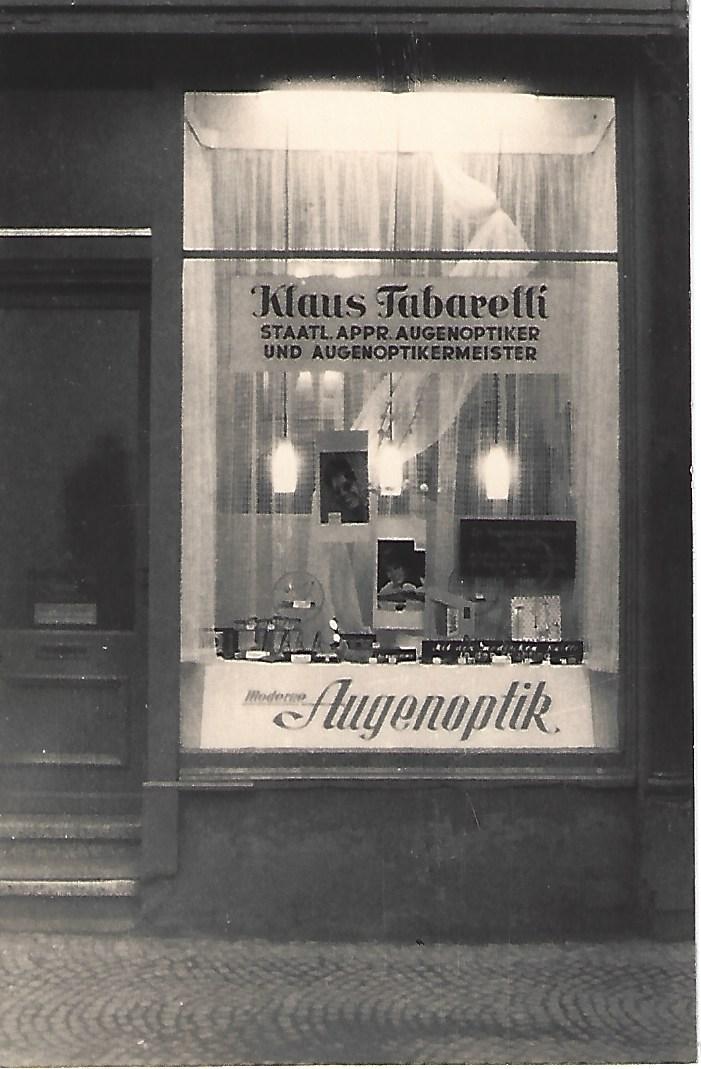 Klaus Tabarelli
STAATL. APPR. AUGENOPTIKER
UND AUGENOPTIKERMEISTER
Moderne Augenoptik